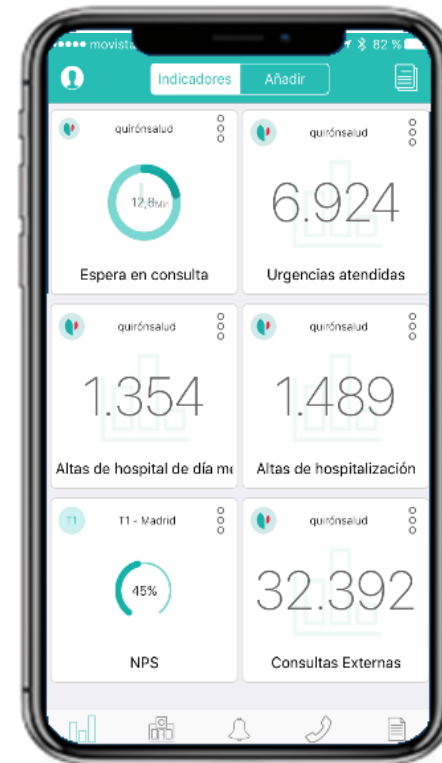 movista
82 %
Indicadores
Añadir
quirónsalud
12,8Min
Espera en consulta
quirónsalud
6.924
Urgencias atendidas
quirónsalud
1.354
Altas de hospital de día me
quirónsalud
1.489
Altas de hospitalización
T1
T1 - Madrid
45%
NPS
quirónsalud
32.392
Consultas Externas